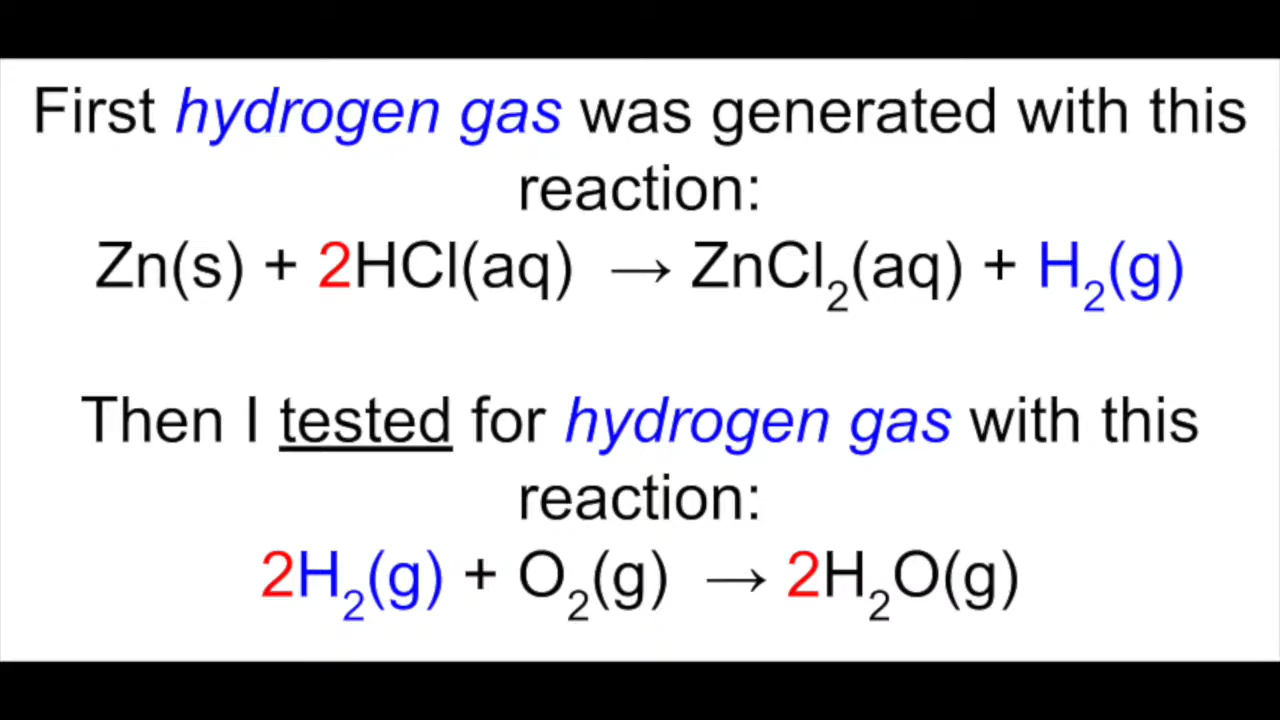 First hydrogen gas was generated with this
reaction:
Zn(s) + 2HCl(aq) → ZnCl₂(aq) + H₂(g)
Then I tested for hydrogen gas with this
reaction:
2H₂(g) + O₂(g) → 2H₂O(g)